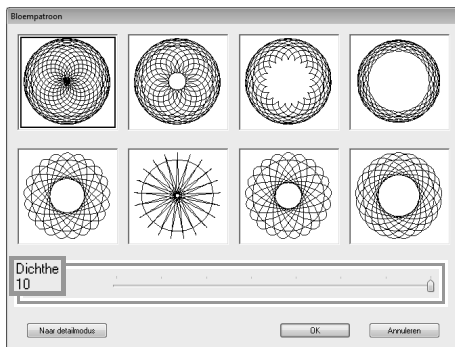 Bloempatroon
Dichthe
10
Naar detailmodus
OK
Annuleren